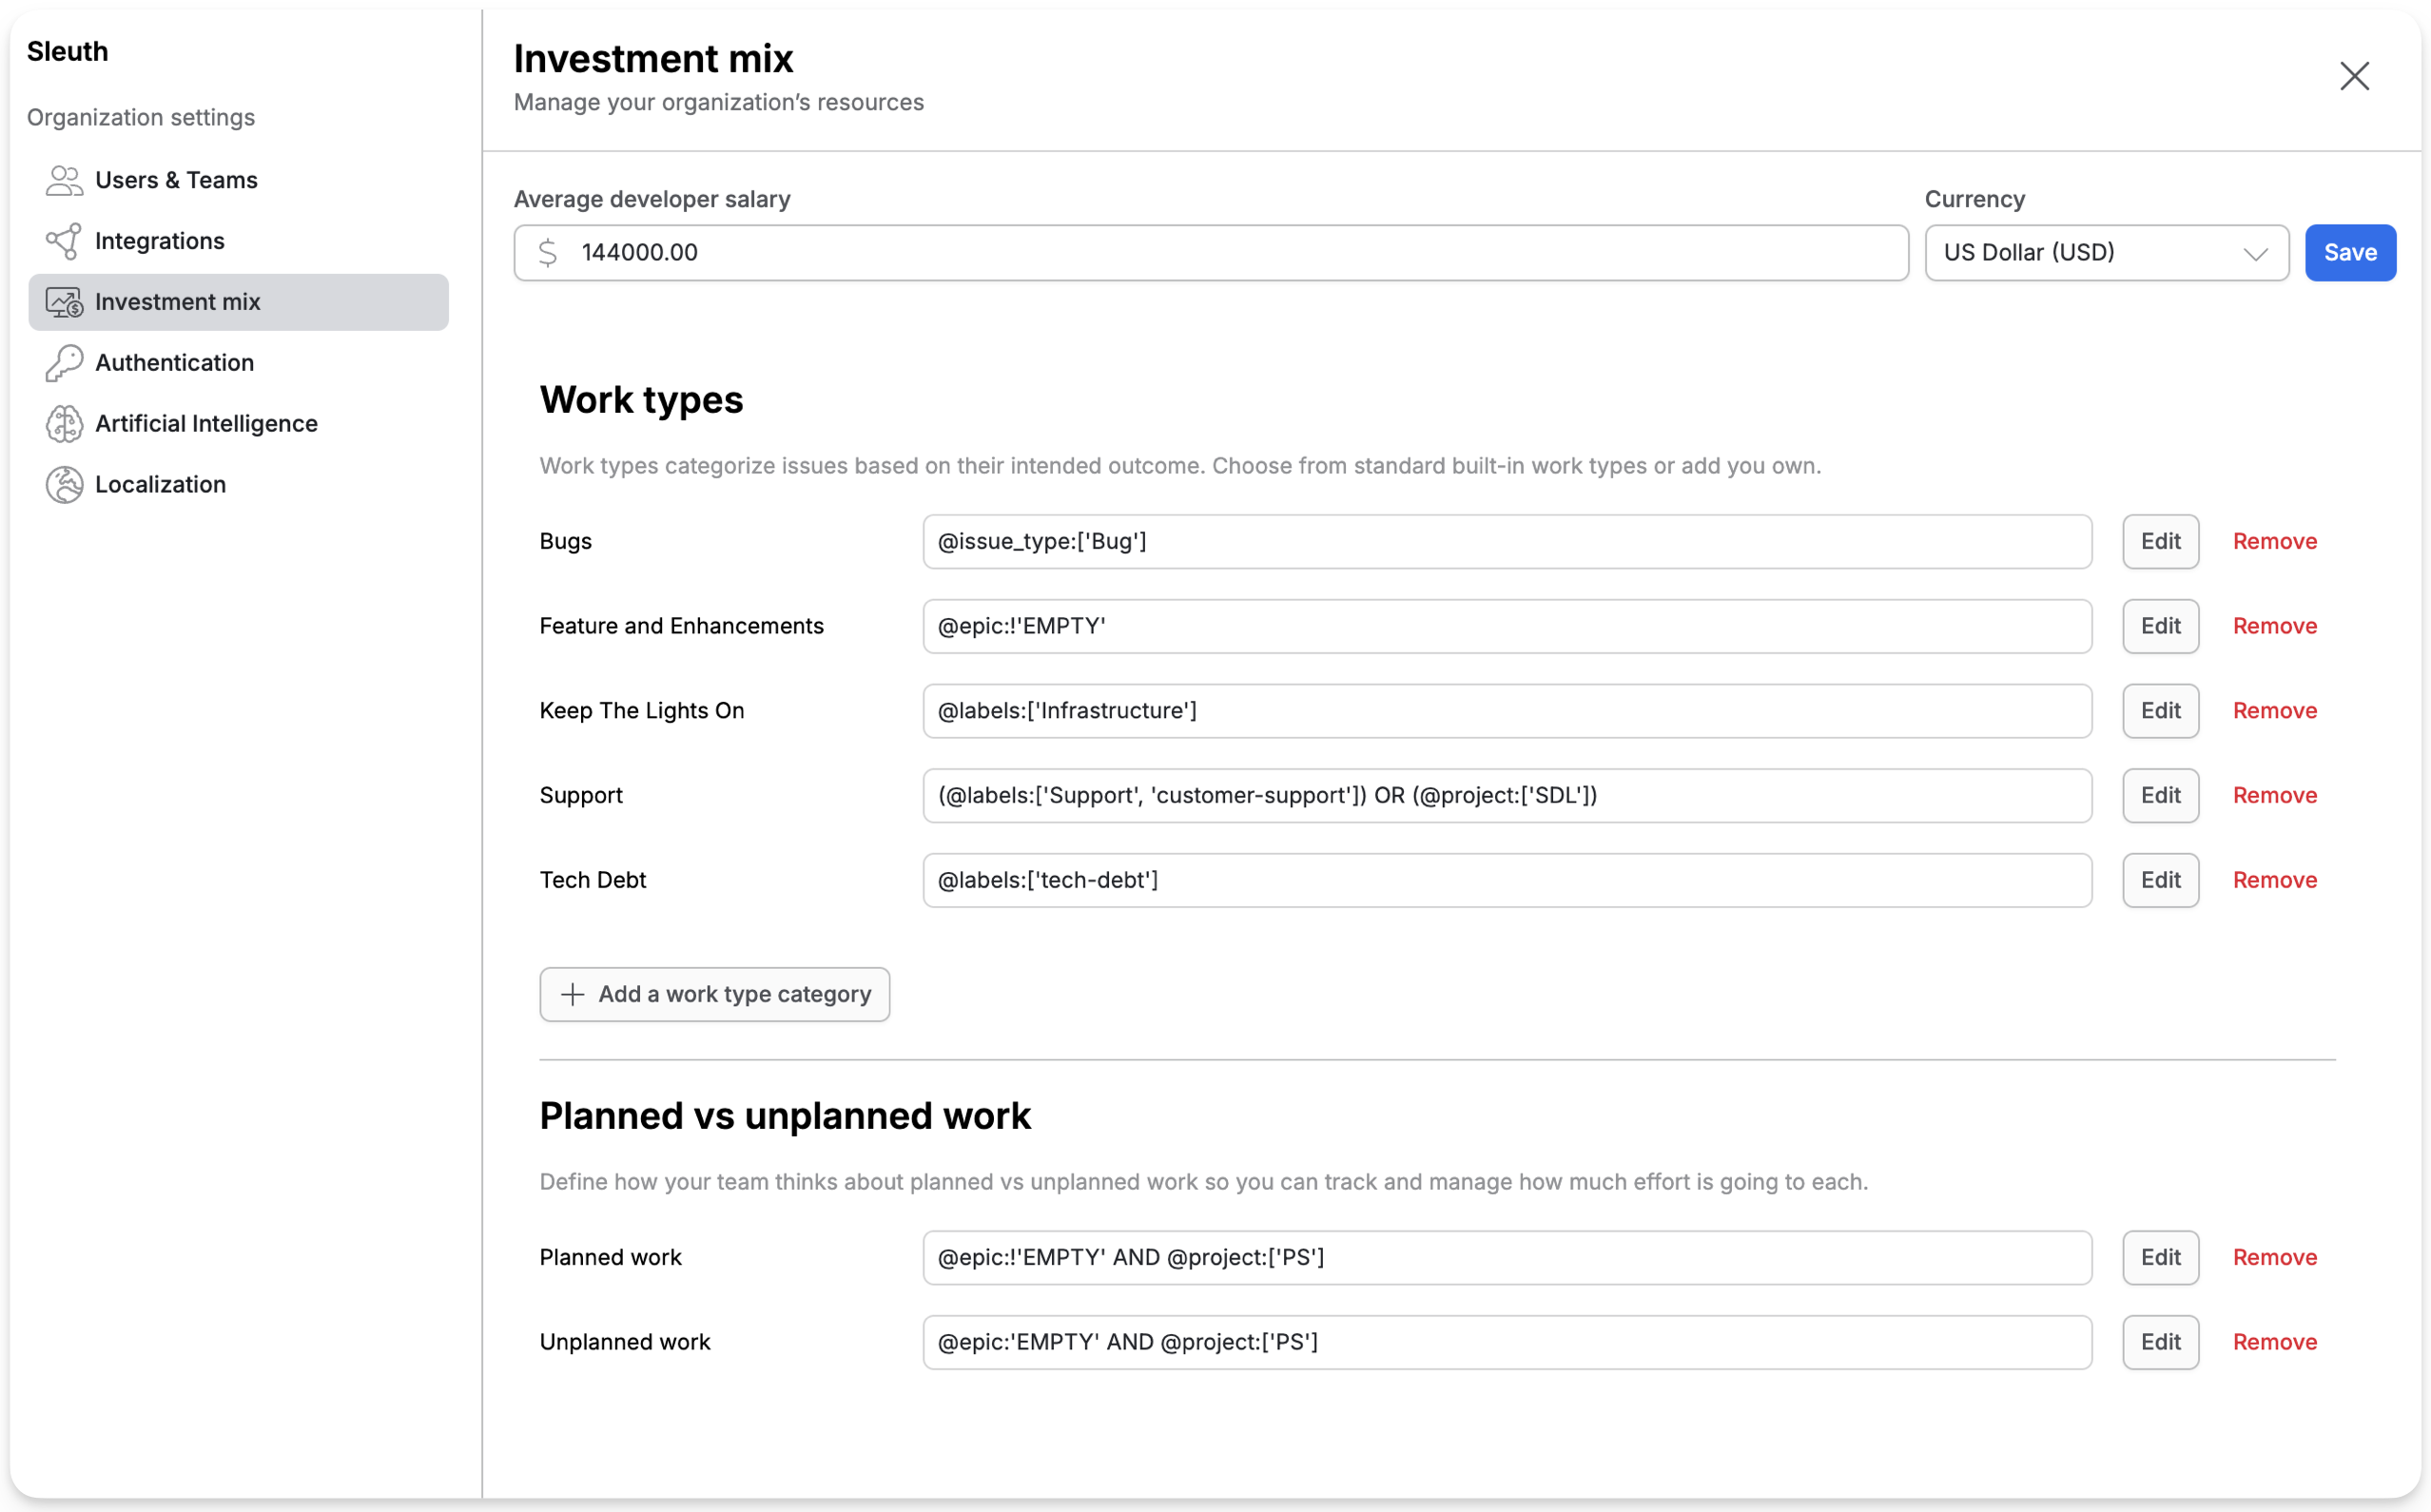 Sleuth
Organization settings
Users & Teams
Integrations
Investment mix
Authentication
Artificial Intelligence
Localization
Investment mix
Manage your organization’s resources
Average developer salary
Currency
$ 144000.00
US Dollar (USD)
Save
Work types
Work types categorize issues based on their intended outcome. Choose from standard built-in work types or add you own.
Bugs @issue_type:['Bug'] Edit Remove
Feature and Enhancements @epic:!'EMPTY' Edit Remove
Keep The Lights On @labels:['Infrastructure'] Edit Remove
Support (@labels:['Support', 'customer-support']) OR (@project:['SDL']) Edit Remove
Tech Debt @labels:['tech-debt'] Edit Remove
Add a work type category
Planned vs unplanned work
Define how your team thinks about planned vs unplanned work so you can track and manage how much effort is going to each.
Planned work @epic:!'EMPTY' AND @project:['PS'] Edit Remove
Unplanned work @epic:'EMPTY' AND @project:['PS'] Edit Remove